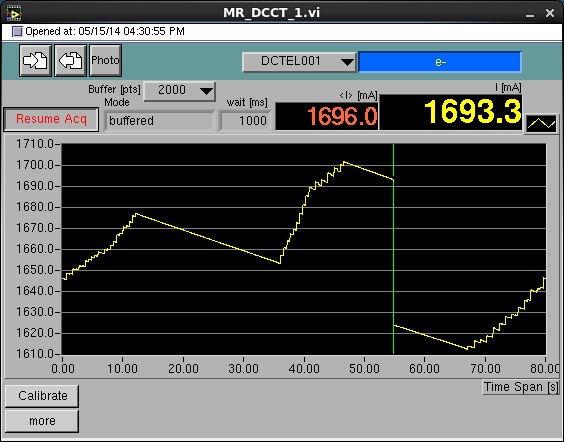 MR_DCCT_1.vi
Opened at: 05/15/14 04:30:55 PM
Photo
DCTEL001
e-
Buffer [pts] 2000
<I> [mA]
I [mA]
Mode
wait [ms]
Resume Acq
buffered
1000
1696.0
1693.3
1710.0
1700.0
1690.0
1680.0
1670.0
1660.0
1650.0
1640.0
1630.0
1620.0
1610.0
0.00 10.00 20.00 30.00 40.00 50.00 60.00 70.00 80.00
Time Span [s]
Calibrate
more